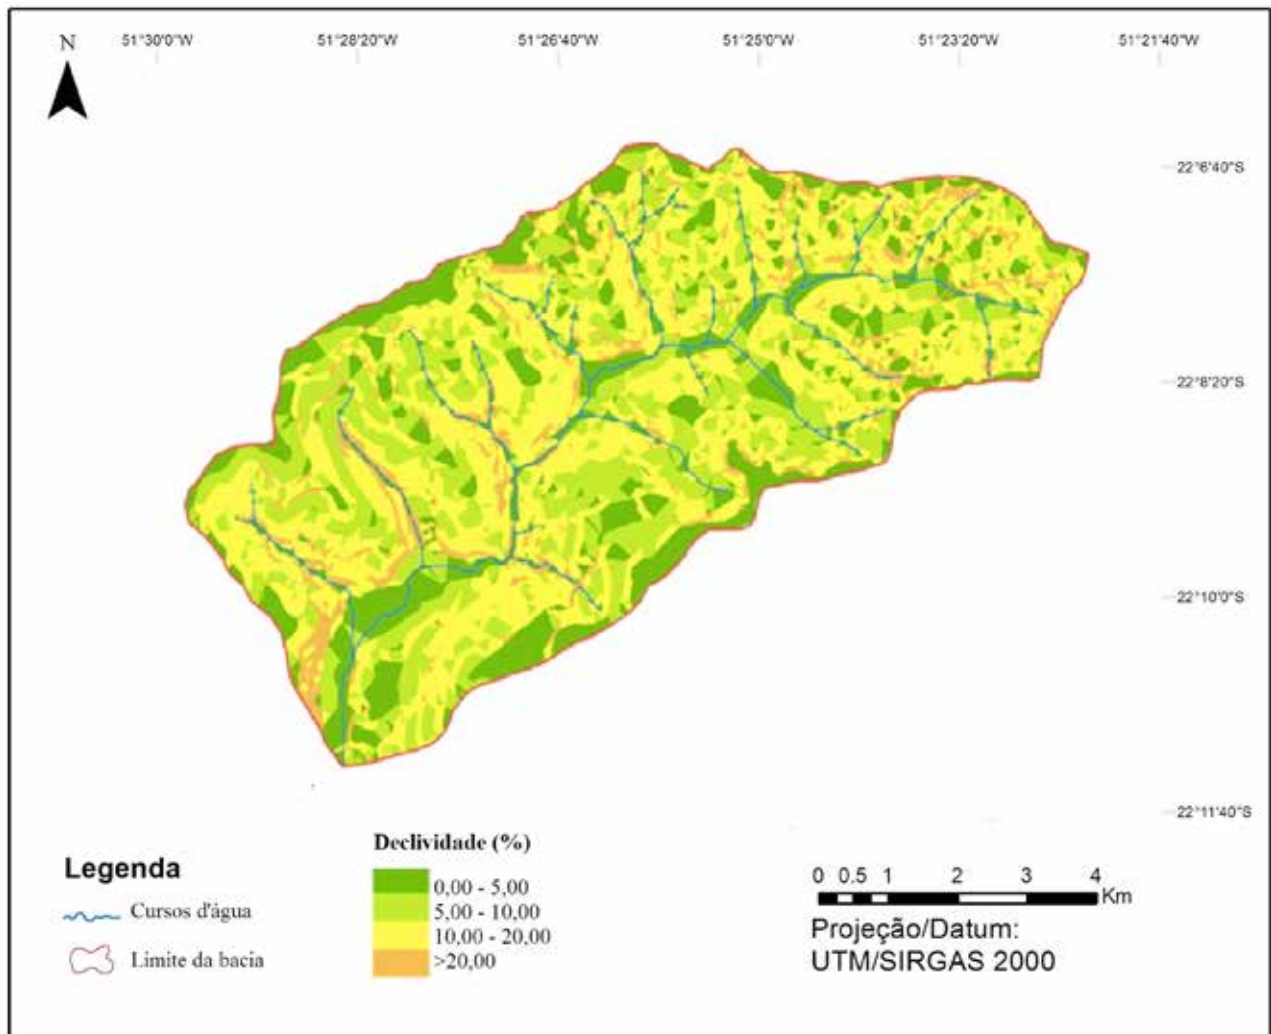 N
51°30'0"W 51°28'20"W 51°26'40"W 51°25'0"W 51°23'20"W 51°21'40"W
22°6'40"S
22°8'20"S
22°10'0"S
22°11'40"S
Legenda
Cursos d'água
Limite da bacia
Declividade (%)
0,00 - 5,00
5,00 - 10,00
10,00 - 20,00
>20,00
0 0.5 1 2 3 4
Km
Projeção/Datum:
UTM/SIRGAS 2000